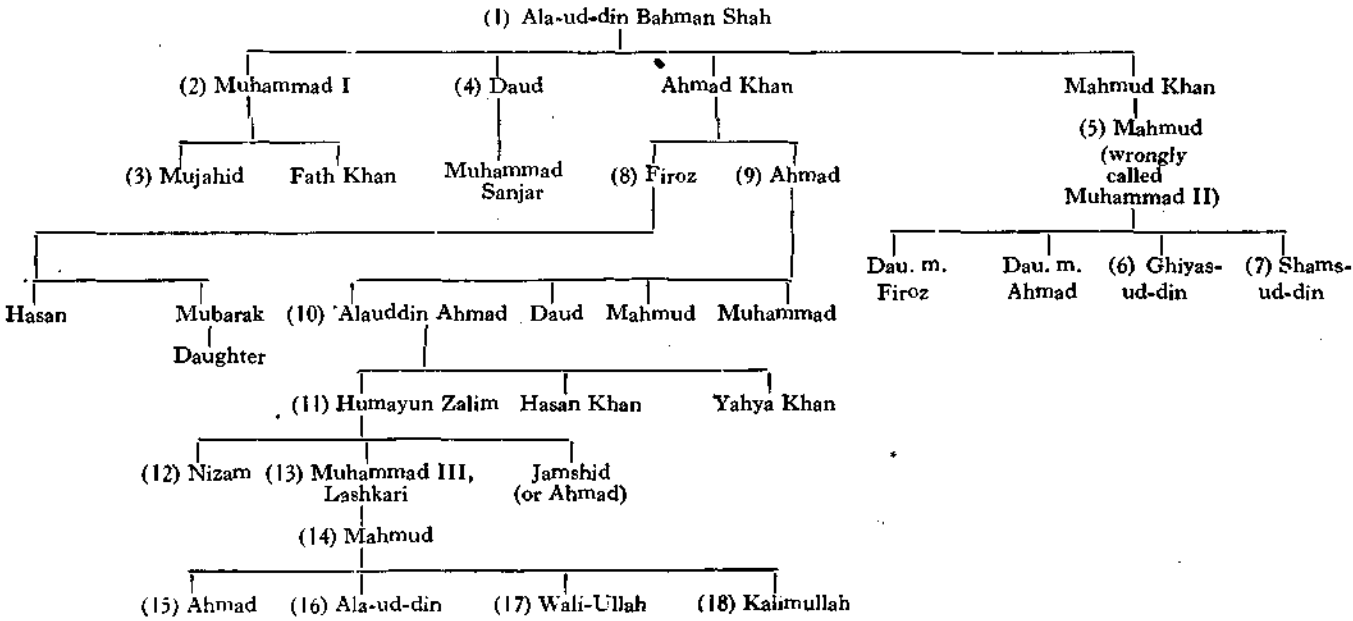 (1) Ala-ud-din Bahman Shah
(2) Muhammad I (4) Daud Ahmad Khan Mahmud Khan
(5) Mahmud
(wrongly
called
Muhammad II)
(3) Mujahid Fath Khan Muhammad
Sanjar (8) Firoz (9) Ahmad
Dau. m.
Firoz Dau. m.
Ahmad (6) Ghiyas-
ud-din (7) Shams-
ud-din
Hasan Mubarak (10) 'Alauddin Ahmad Daud Mahmud Muhammad
Daughter
(11) Humayun Zalim Hasan Khan Yahya Khan
(12) Nizam (13) Muhammad III,
Lashkari Jamshid
(or Ahmad)
(14) Mahmud
(15) Ahmad (16) Ala-ud-din (17) Wali-Ullah (18) Kalimullah